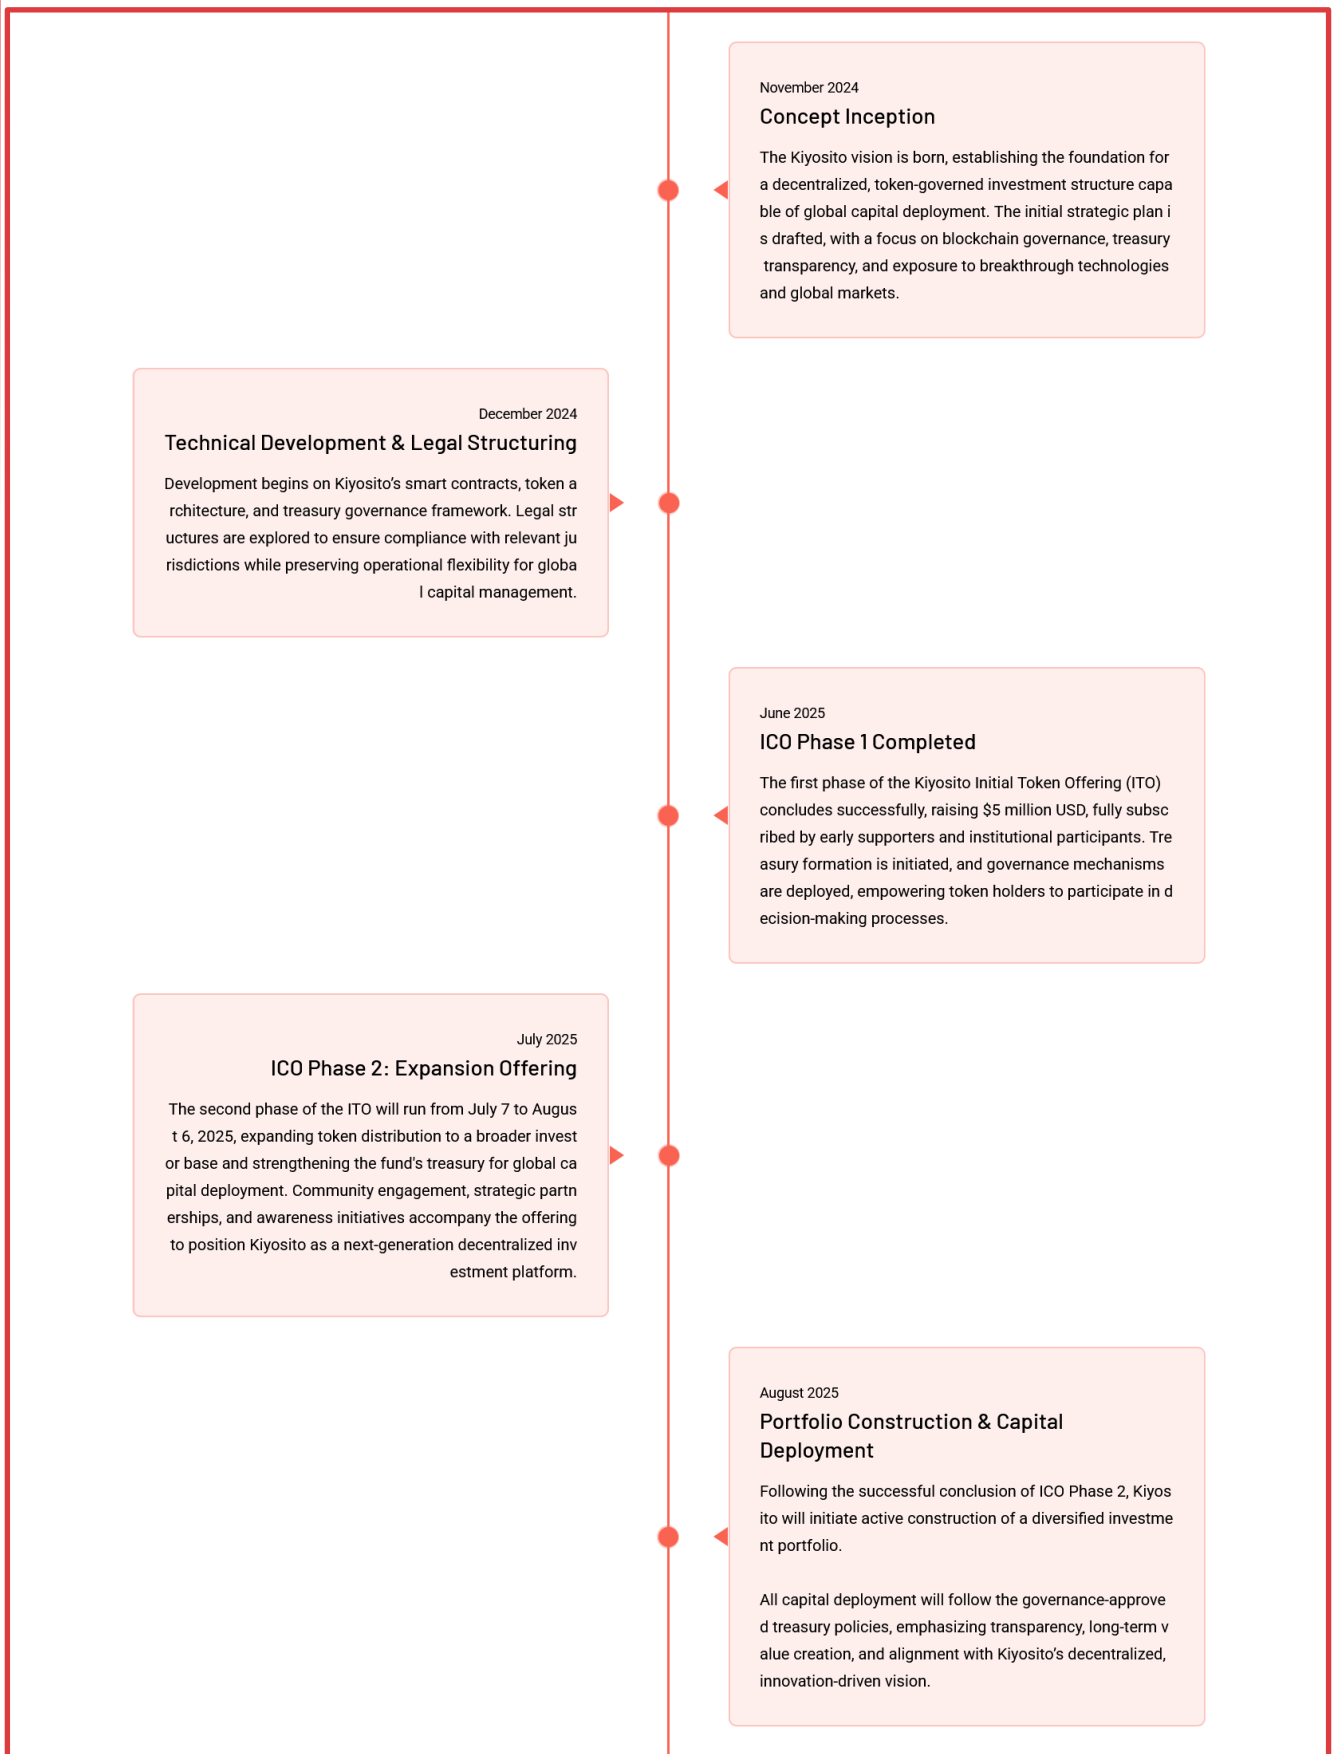 November 2024
Concept Inception
The Kiyosito vision is born, establishing the foundation for
a decentralized, token-governed investment structure capa
ble of global capital deployment. The initial strategic plan i
s drafted, with a focus on blockchain governance, treasury
transparency, and exposure to breakthrough technologies
and global markets.
December 2024
Technical Development & Legal Structuring
Development begins on Kiyosito’s smart contracts, token a
rchitecture, and treasury governance framework. Legal str
uctures are explored to ensure compliance with relevant ju
risdictions while preserving operational flexibility for globa
l capital management.
June 2025
ICO Phase 1 Completed
The first phase of the Kiyosito Initial Token Offering (ITO)
concludes successfully, raising $5 million USD, fully subsc
ribed by early supporters and institutional participants. Tre
asury formation is initiated, and governance mechanisms
are deployed, empowering token holders to participate in d
ecision-making processes.
July 2025
ICO Phase 2: Expansion Offering
The second phase of the ITO will run from July 7 to Augus
t 6, 2025, expanding token distribution to a broader invest
or base and strengthening the fund's treasury for global ca
pital deployment. Community engagement, strategic partn
erships, and awareness initiatives accompany the offering
to position Kiyosito as a next-generation decentralized inv
estment platform.
August 2025
Portfolio Construction & Capital
Deployment
Following the successful conclusion of ICO Phase 2, Kiyos
ito will initiate active construction of a diversified investme
nt portfolio.
All capital deployment will follow the governance-approve
d treasury policies, emphasizing transparency, long-term v
alue creation, and alignment with Kiyosito’s decentralized,
innovation-driven vision.